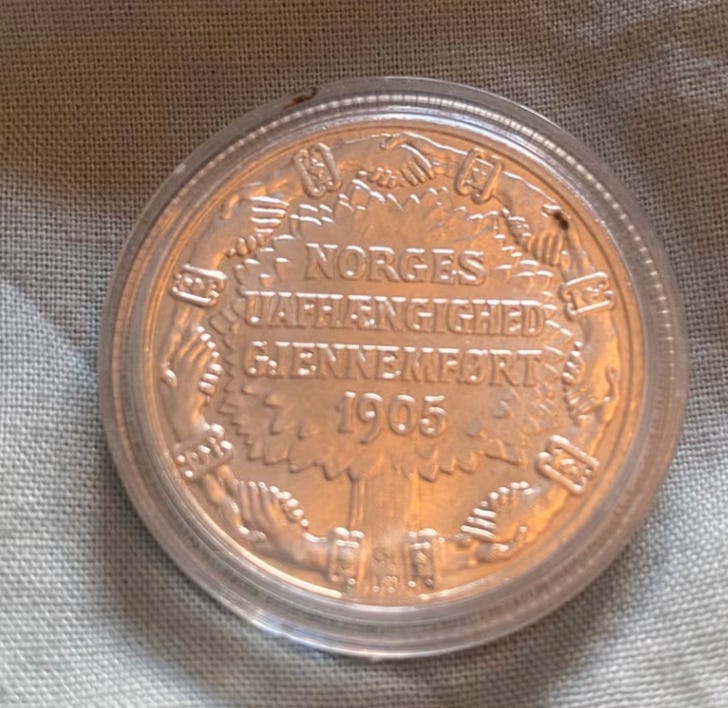 NORGES
UAFHÆNGIGHED
GJENNEMFØRT
1905